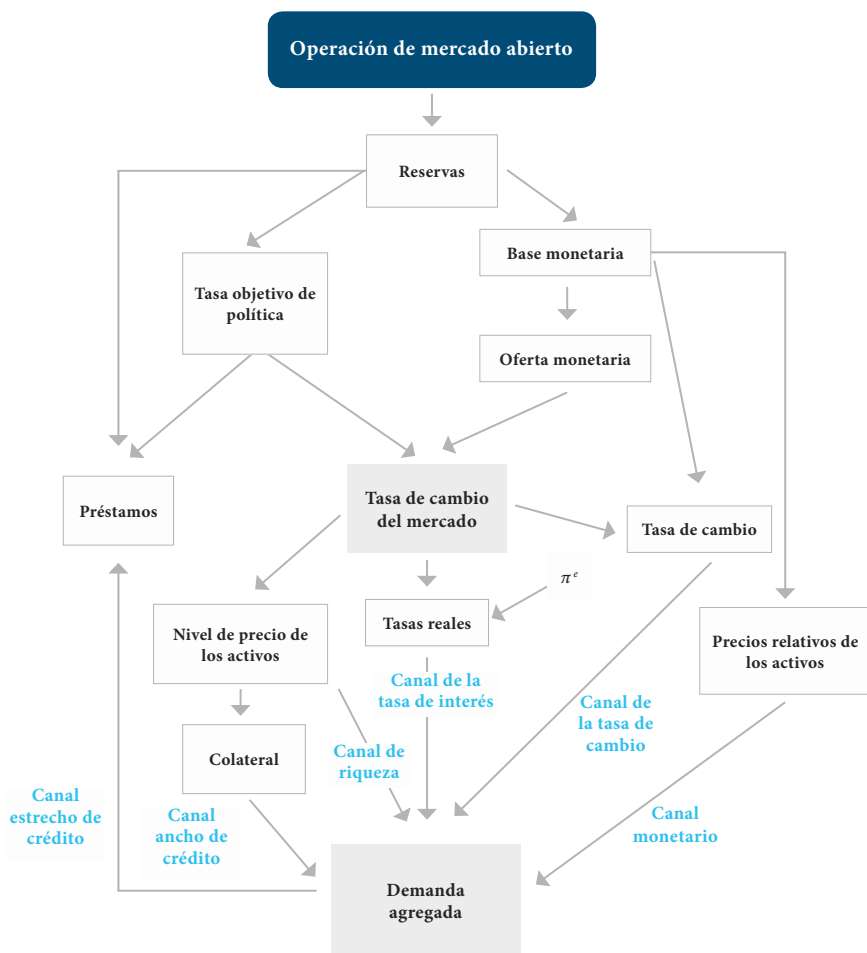 Operación de mercado abierto
Reservas
Base monetaria
Tasa objetivo de
política
Oferta monetaria
Préstamos
Tasa de cambio
del mercado
Tasa de cambio
π^e
Nivel de precio de
los activos
Tasas reales
Precios relativos de
los activos
Canal de la
tasa de interés
Canal de
la tasa de
cambio
Colateral
Canal de
riqueza
Canal
estrecho de
crédito
Canal
ancho de
crédito
Canal
monetario
Demanda
agregada